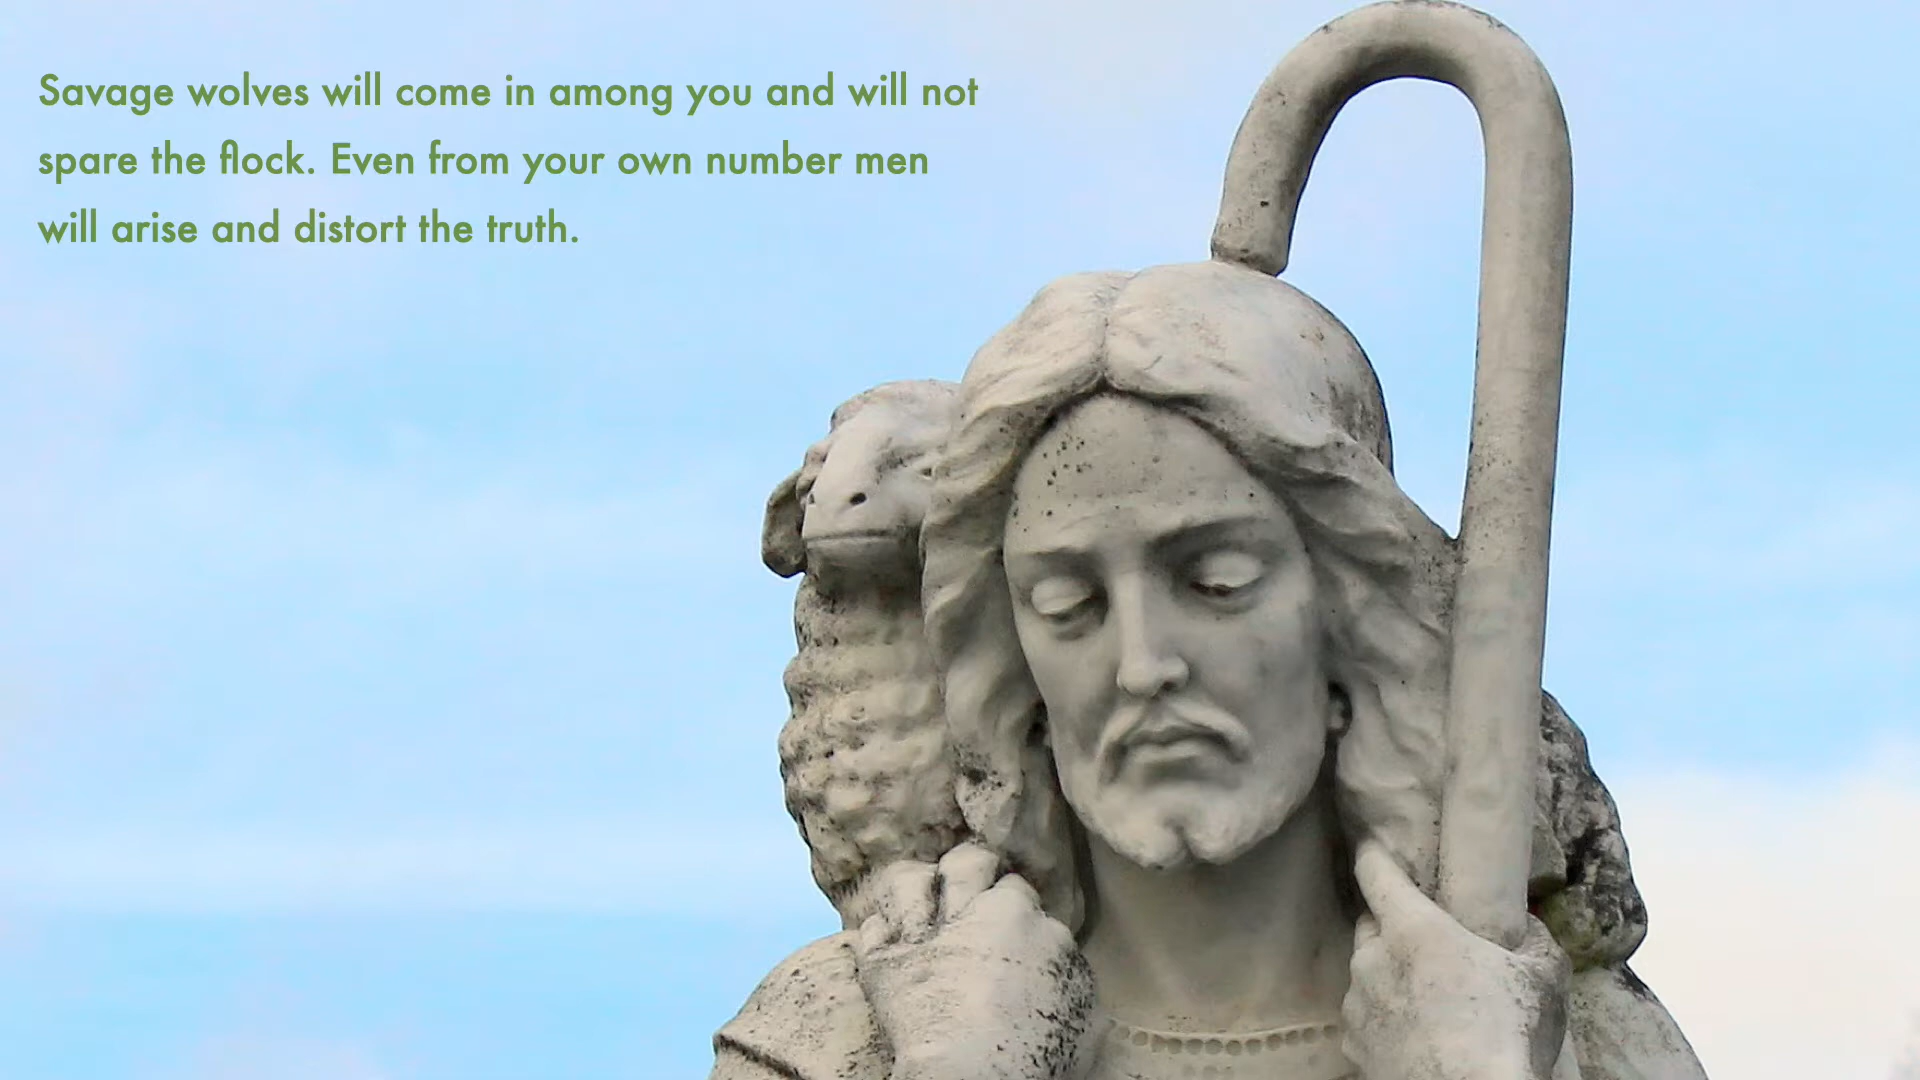 Savage wolves will come in among you and will not
spare the flock. Even from your own number men
will arise and distort the truth.